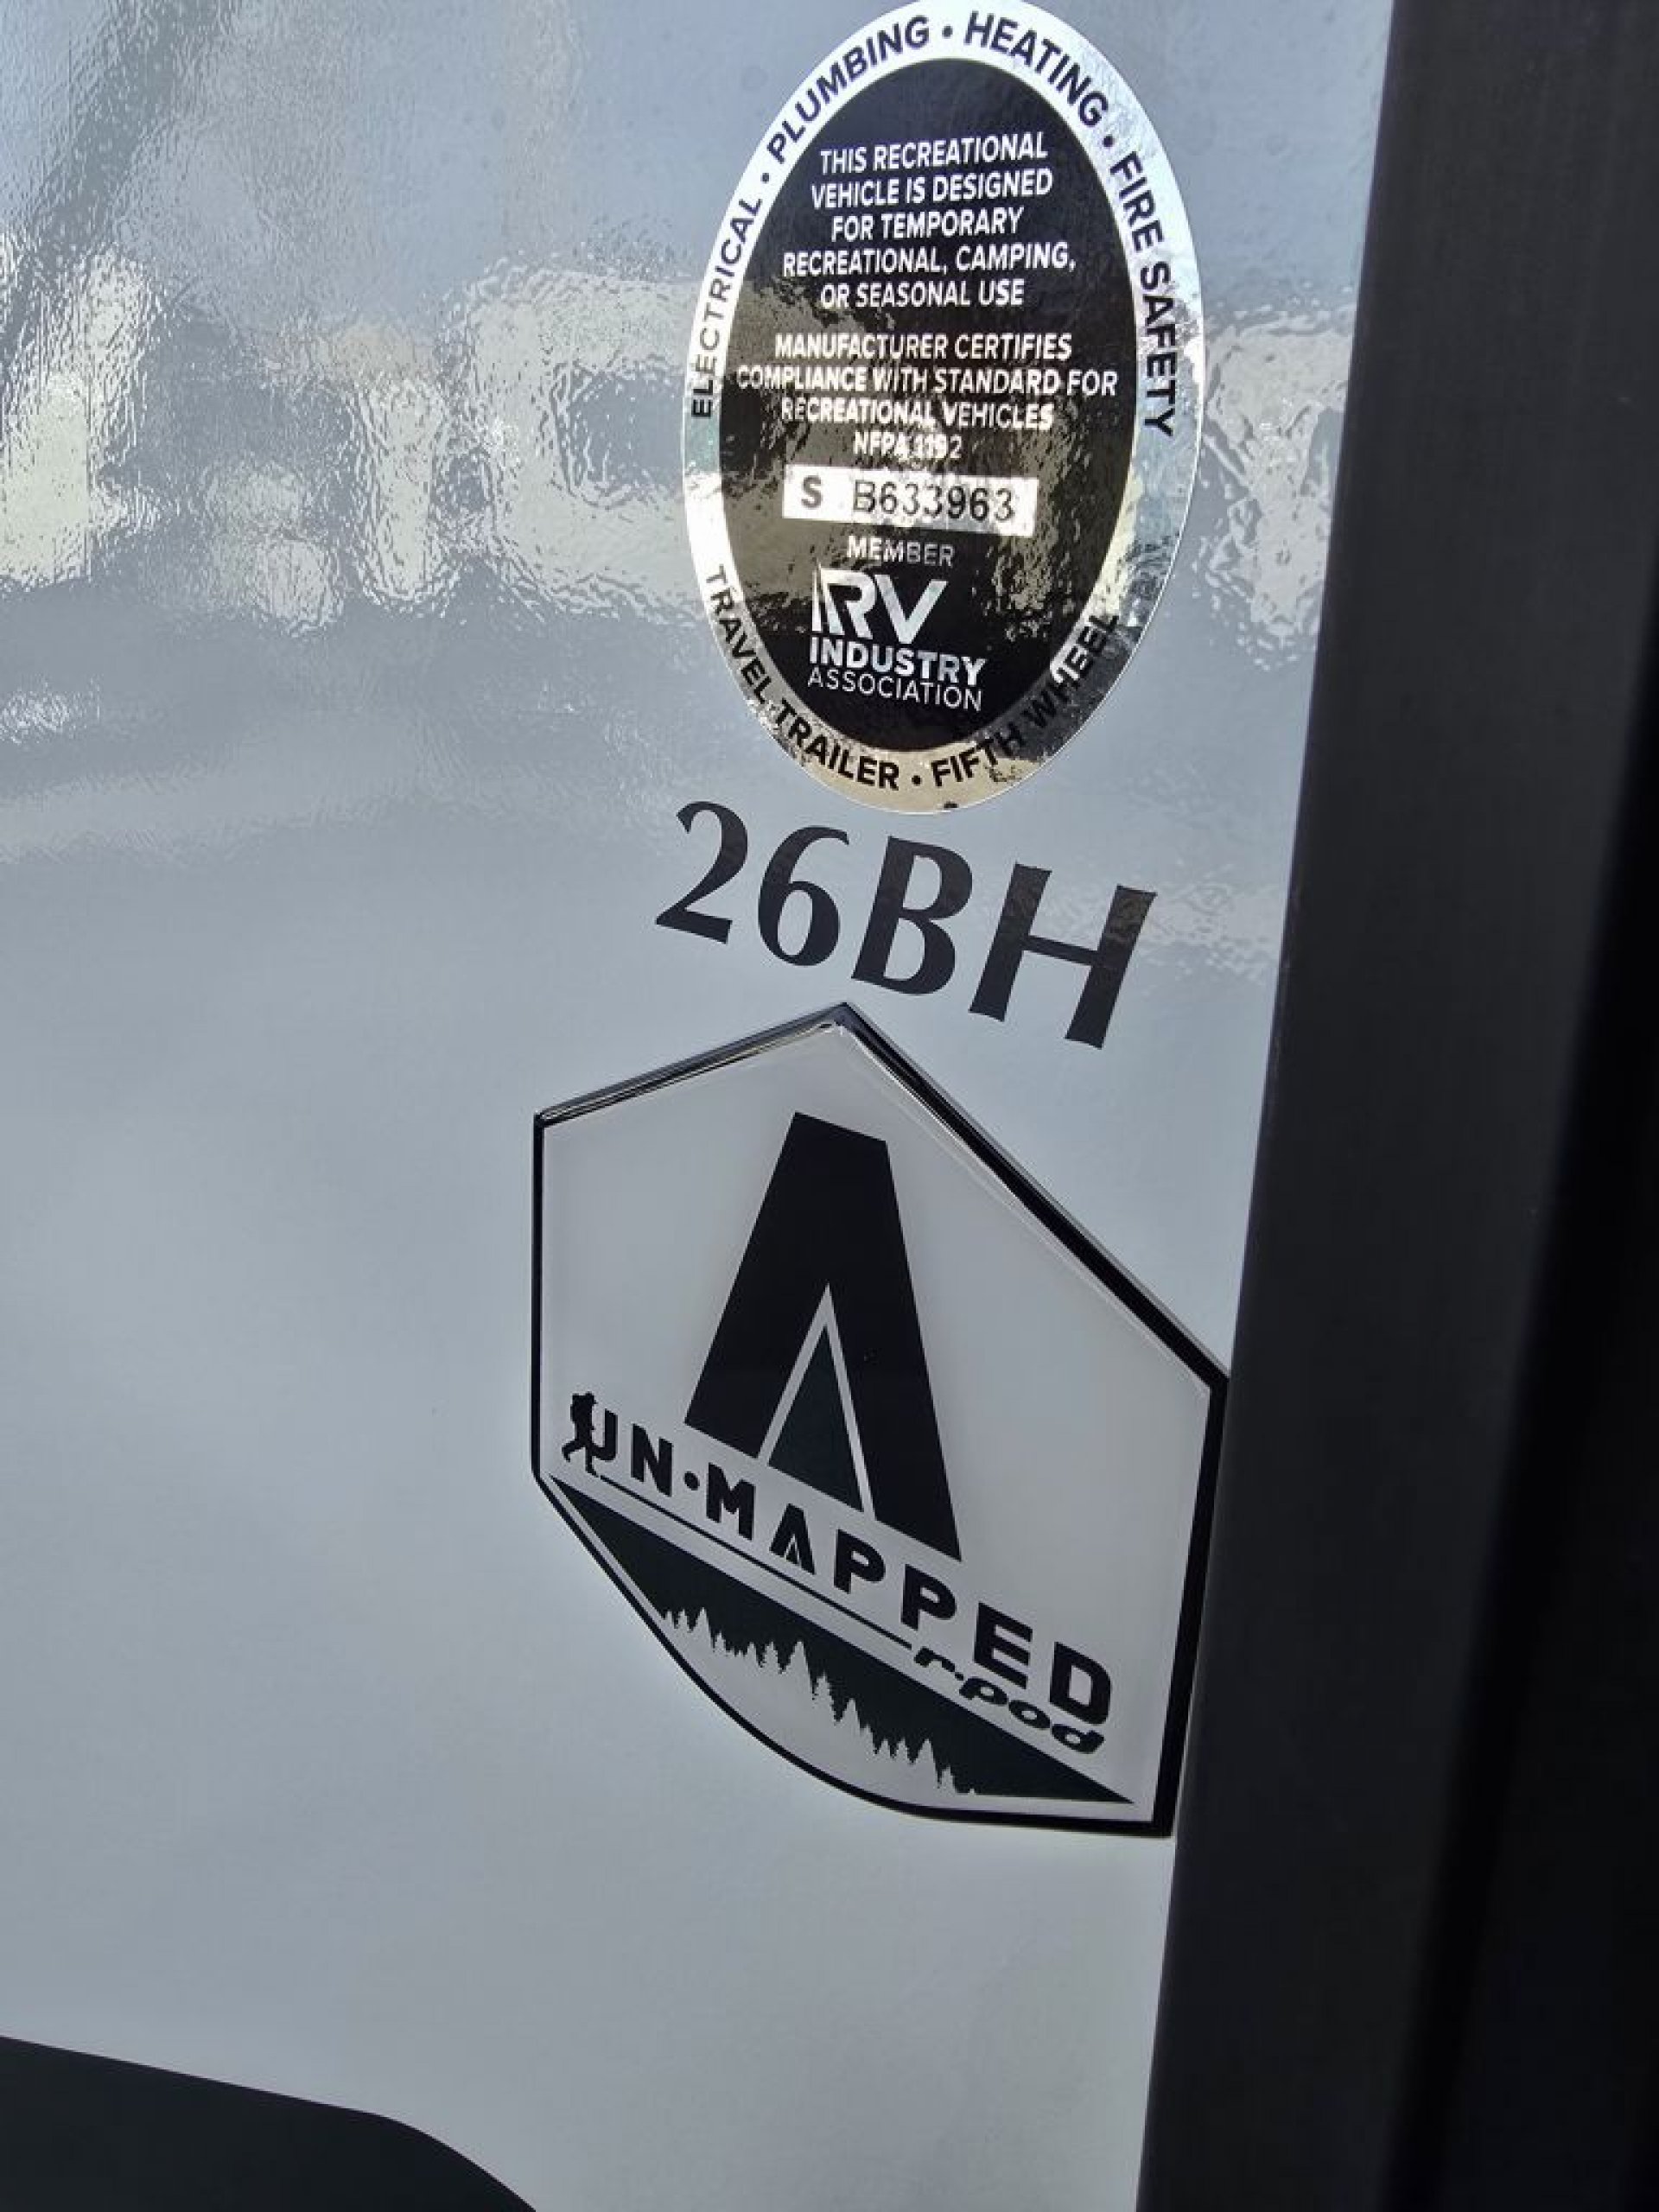 ELECTRICAL • PLUMBING • HEATING • FIRE SAFETY
THIS RECREATIONAL
VEHICLE IS DESIGNED
FOR TEMPORARY
RECREATIONAL, CAMPING,
OR SEASONAL USE
MANUFACTURER CERTIFIES
COMPLIANCE WITH STANDARD FOR
RECREATIONAL VEHICLES
NFPA 1192
S B633963
MEMBER
RV
INDUSTRY
ASSOCIATION
TRAVEL TRAILER • FIFTH WHEEL
26BH
UN•MAPPED
r·pod